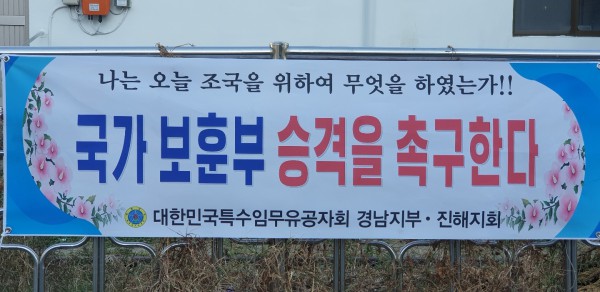 나는 오늘 조국을 위하여 무엇을 하였는가!!
국가 보훈부 승격을 촉구한다
대한민국특수임무유공자회 경남지부·진해지회